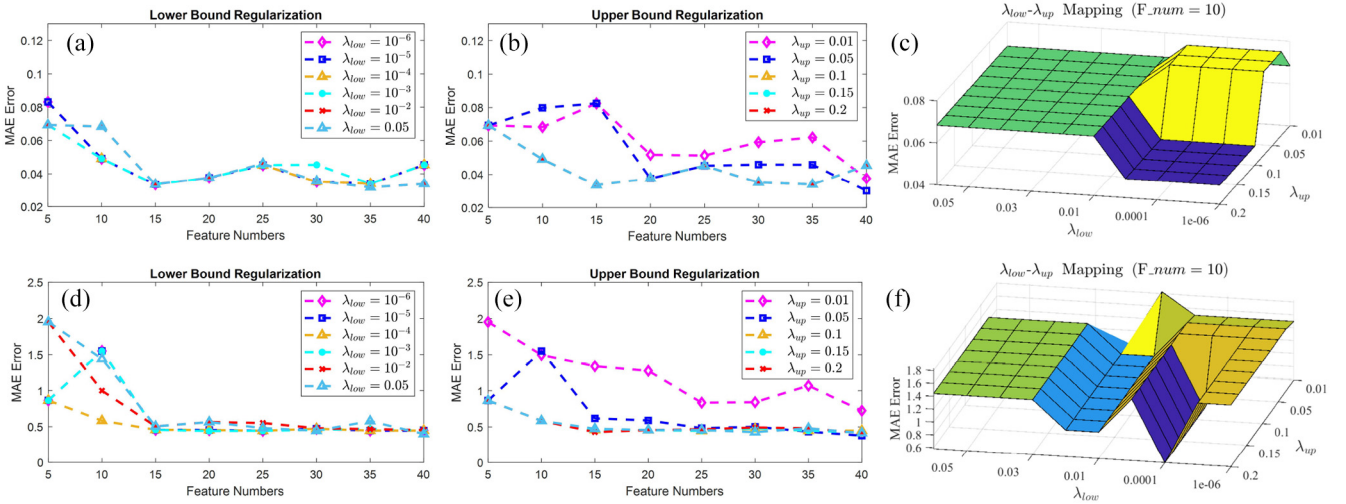 Lower Bound Regularization
(a)
MAE Error
0.12
0.1
0.08
0.06
0.04
0.02
5 10 15 20 25 30 35 40
Feature Numbers
λlow = 10⁻⁶
λlow = 10⁻⁵
λlow = 10⁻⁴
λlow = 10⁻³
λlow = 10⁻²
λlow = 0.05
Upper Bound Regularization
(b)
MAE Error
0.12
0.1
0.08
0.06
0.04
0.02
5 10 15 20 25 30 35 40
Feature Numbers
λup = 0.01
λup = 0.05
λup = 0.1
λup = 0.15
λup = 0.2
λlow-λup Mapping (F_num = 10)
(c)
MAE Error
0.08
0.06
0.04
0.05 0.03 0.01 0.0001 1e-06
λlow
0.01
0.05
0.1
0.15
0.2
λup
Lower Bound Regularization
(d)
MAE Error
2.5
2
1.5
1
0.5
0
5 10 15 20 25 30 35 40
Feature Numbers
λlow = 10⁻⁶
λlow = 10⁻⁵
λlow = 10⁻⁴
λlow = 10⁻³
λlow = 10⁻²
λlow = 0.05
Upper Bound Regularization
(e)
MAE Error
2.5
2
1.5
1
0.5
0
5 10 15 20 25 30 35 40
Feature Numbers
λup = 0.01
λup = 0.05
λup = 0.1
λup = 0.15
λup = 0.2
λlow-λup Mapping (F_num = 10)
(f)
MAE Error
1.8
1.6
1.4
1.2
1
0.8
0.6
0.05 0.03 0.01 0.0001 1e-06
λlow
0.01
0.05
0.1
0.15
0.2
λup